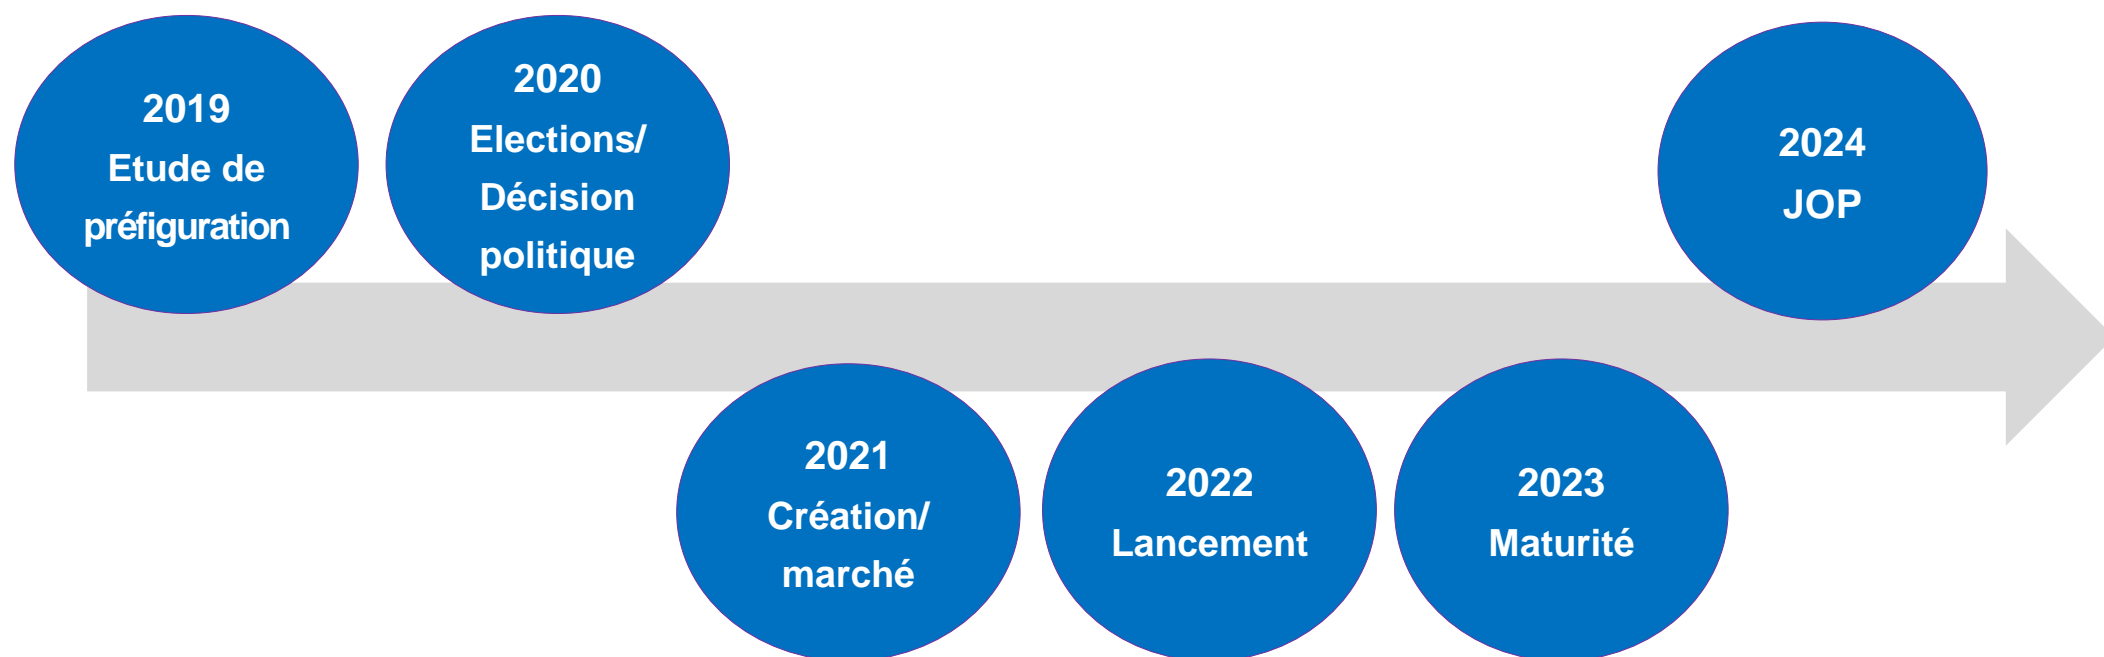 2019
Etude de
préfiguration
2020
Elections/
Décision
politique
2021
Création/
marché
2022
Lancement
2023
Maturité
2024
JOP